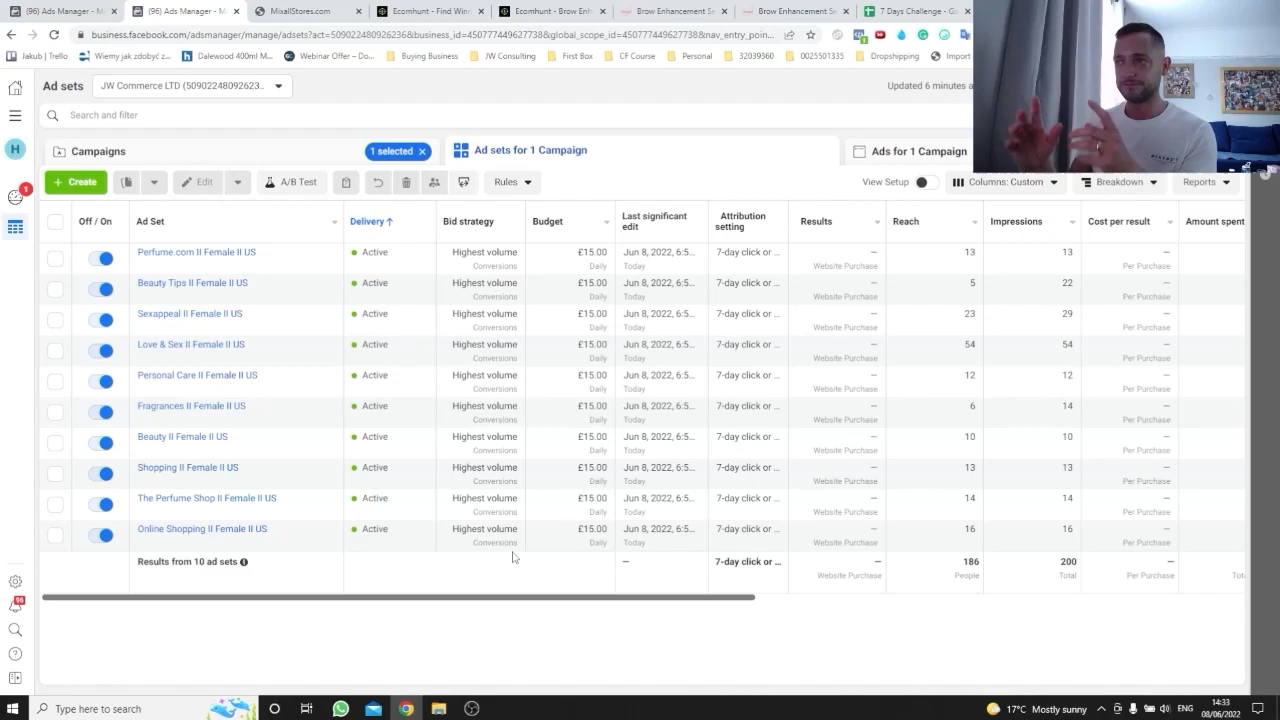 (96) Ads Manager - M
(96) Ads Manager - M
MixallStores.com
Ecomhunt - Find Win
Ecomhunt - Brow Enh
Brow Enhancement Se
Brow Enhancement Se
7 Days Challenge - Go
business.facebook.com/adsmanager/manage/adsets?act=509022480926236&business_id=450777449627738&global_scope_id=450777449627738&nav_entry_poin...
Jakub | Trello
Wiemy jak zdobyć z...
Dalewood 400ml M...
Webinar Offer – Do...
Buying Business
JW Consulting
First Box
CF Course
Personal
32039360
0025501335
Dropshipping
Import
Ad sets
JW Commerce LTD (50902248092623...
Updated 6 minutes a
Search and filter
Campaigns
1 selected
Ad sets for 1 Campaign
Ads for 1 Campaign
+ Create
Edit
A/B Test
Rules
View Setup
Columns: Custom
Breakdown
Reports
Off / On
Ad Set
Delivery ↑
Bid strategy
Budget
Last significant edit
Attribution setting
Results
Reach
Impressions
Cost per result
Amount spent
Perfume.com II Female II US Active Highest volume £15.00 Jun 8, 2022, 6:5... 7-day click or ... — 13 13 —
Conversions Daily Today Website Purchase Per Purchase
Beauty Tips II Female II US Active Highest volume £15.00 Jun 8, 2022, 6:5... 7-day click or ... — 5 22 —
Conversions Daily Today Website Purchase Per Purchase
Sexappeal II Female II US Active Highest volume £15.00 Jun 8, 2022, 6:5... 7-day click or ... — 23 29 —
Conversions Daily Today Website Purchase Per Purchase
Love & Sex II Female II US Active Highest volume £15.00 Jun 8, 2022, 6:5... 7-day click or ... — 54 54 —
Conversions Daily Today Website Purchase Per Purchase
Personal Care II Female II US Active Highest volume £15.00 Jun 8, 2022, 6:5... 7-day click or ... — 12 12 —
Conversions Daily Today Website Purchase Per Purchase
Fragrances II Female II US Active Highest volume £15.00 Jun 8, 2022, 6:5... 7-day click or ... — 6 14 —
Conversions Daily Today Website Purchase Per Purchase
Beauty II Female II US Active Highest volume £15.00 Jun 8, 2022, 6:5... 7-day click or ... — 10 10 —
Conversions Daily Today Website Purchase Per Purchase
Shopping II Female II US Active Highest volume £15.00 Jun 8, 2022, 6:5... 7-day click or ... — 13 13 —
Conversions Daily Today Website Purchase Per Purchase
The Perfume Shop II Female II US Active Highest volume £15.00 Jun 8, 2022, 6:5... 7-day click or ... — 14 14 —
Conversions Daily Today Website Purchase Per Purchase
Online Shopping II Female II US Active Highest volume £15.00 Jun 8, 2022, 6:5... 7-day click or ... — 16 16 —
Conversions Daily Today Website Purchase Per Purchase
Results from 10 ad sets — 7-day click or ... — 186 200 —
Website Purchase People Total Per Purchase Tot
H
1
96
Type here to search
17°C Mostly sunny
ENG
14:33
08/06/2022